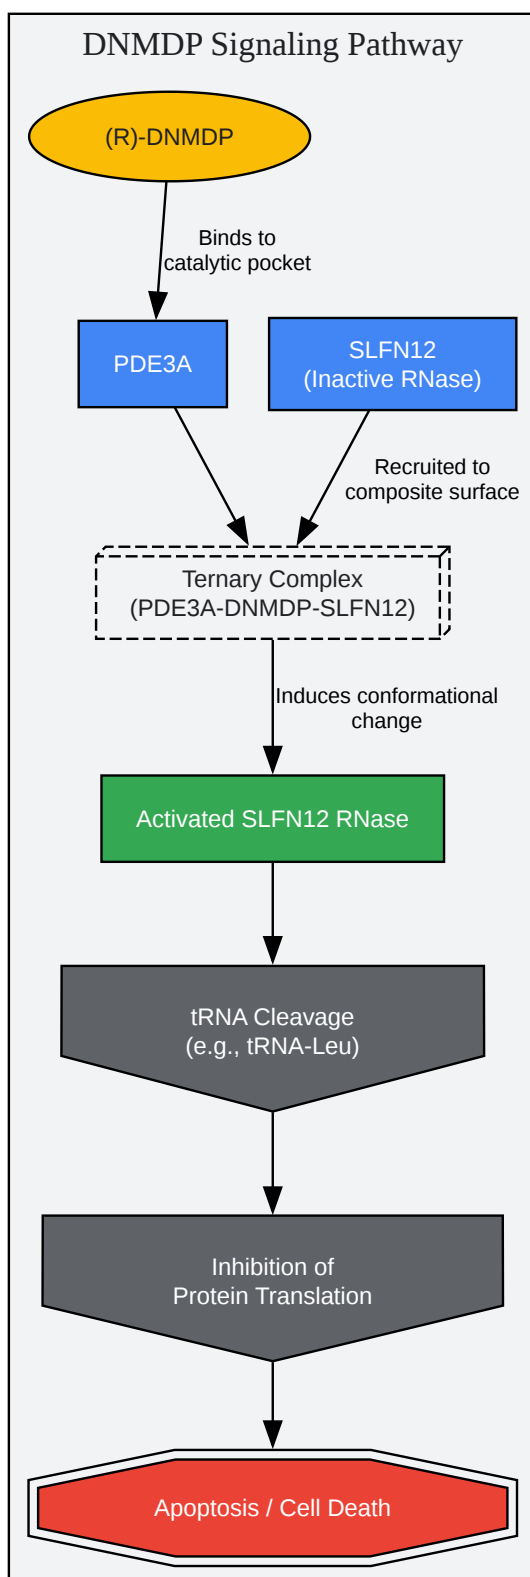 DNMDP Signaling Pathway
(R)-DNMDP
Binds to
catalytic pocket
PDE3A
SLFN12
(Inactive RNase)
Recruited to
composite surface
Ternary Complex
(PDE3A-DNMDP-SLFN12)
Induces conformational
change
Activated SLFN12 RNase
tRNA Cleavage
(e.g., tRNA-Leu)
Inhibition of
Protein Translation
Apoptosis / Cell Death